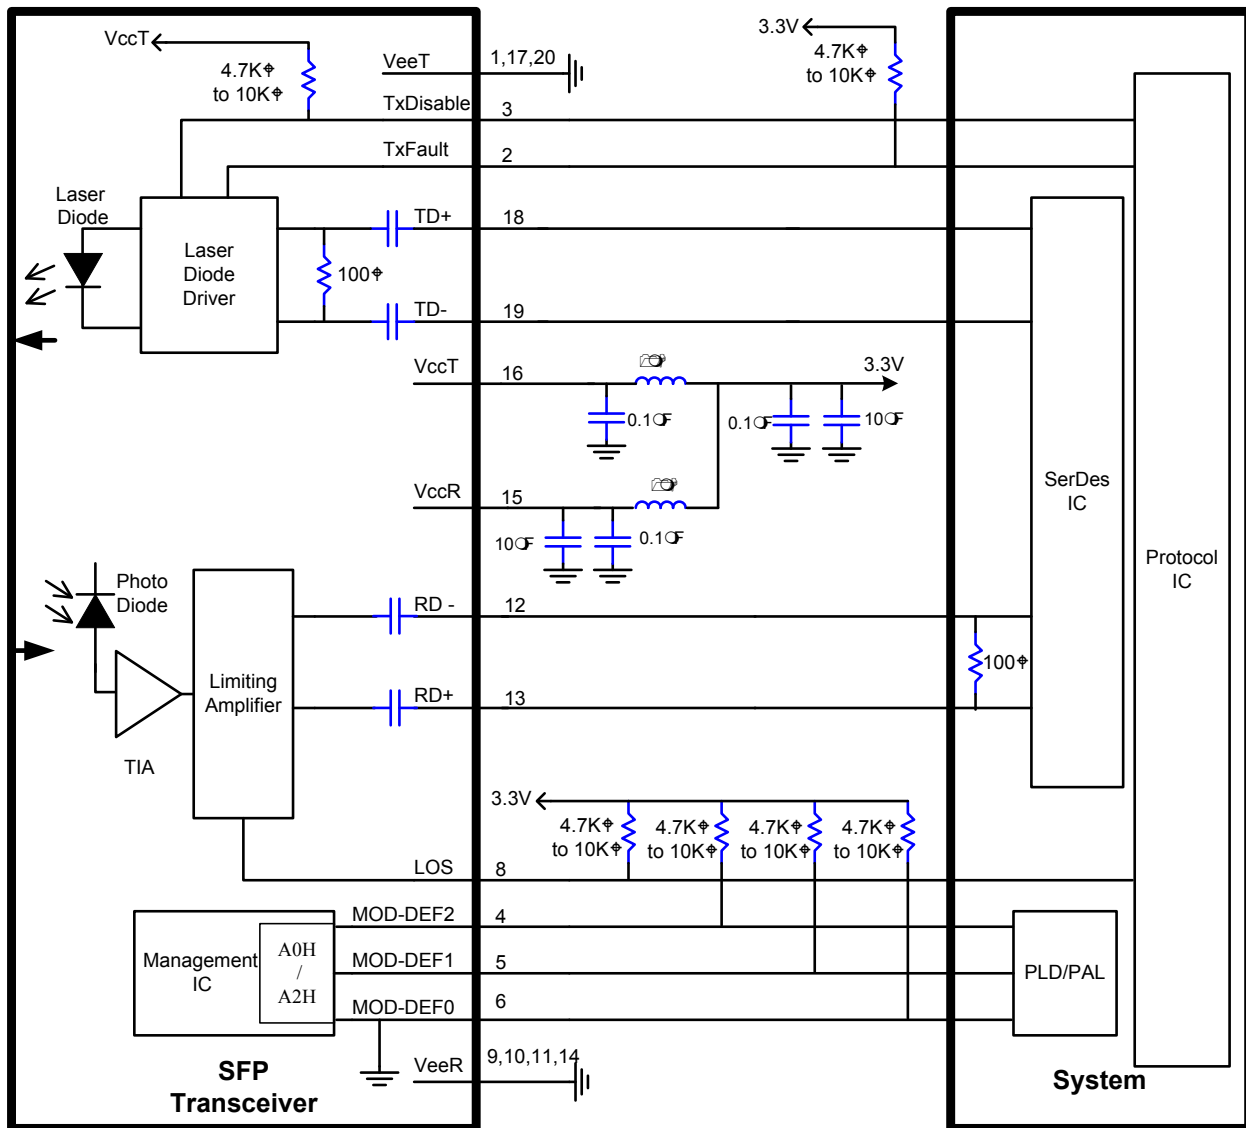 VccT
4.7K⌽
to 10K⌽
VeeT
1,17,20
3.3V
4.7K⌽
to 10K⌽
TxDisable
3
TxFault
2
Laser
Diode
Laser
Diode
Driver
TD+
18
100⌽
TD-
19
VccT
16
3.3V
0.1
F
0.1
F
10
F
VccR
15
10
F
0.1
F
SerDes
IC
Protocol
IC
Photo
Diode
RD -
12
Limiting
Amplifier
100⌽
RD+
13
TIA
3.3V
4.7K⌽
to 10K⌽
4.7K⌽
to 10K⌽
4.7K⌽
to 10K⌽
4.7K⌽
to 10K⌽
LOS
8
MOD-DEF2
4
Management
IC
A0H
/
A2H
MOD-DEF1
5
PLD/PAL
MOD-DEF0
6
VeeR
9,10,11,14
SFP
Transceiver
System